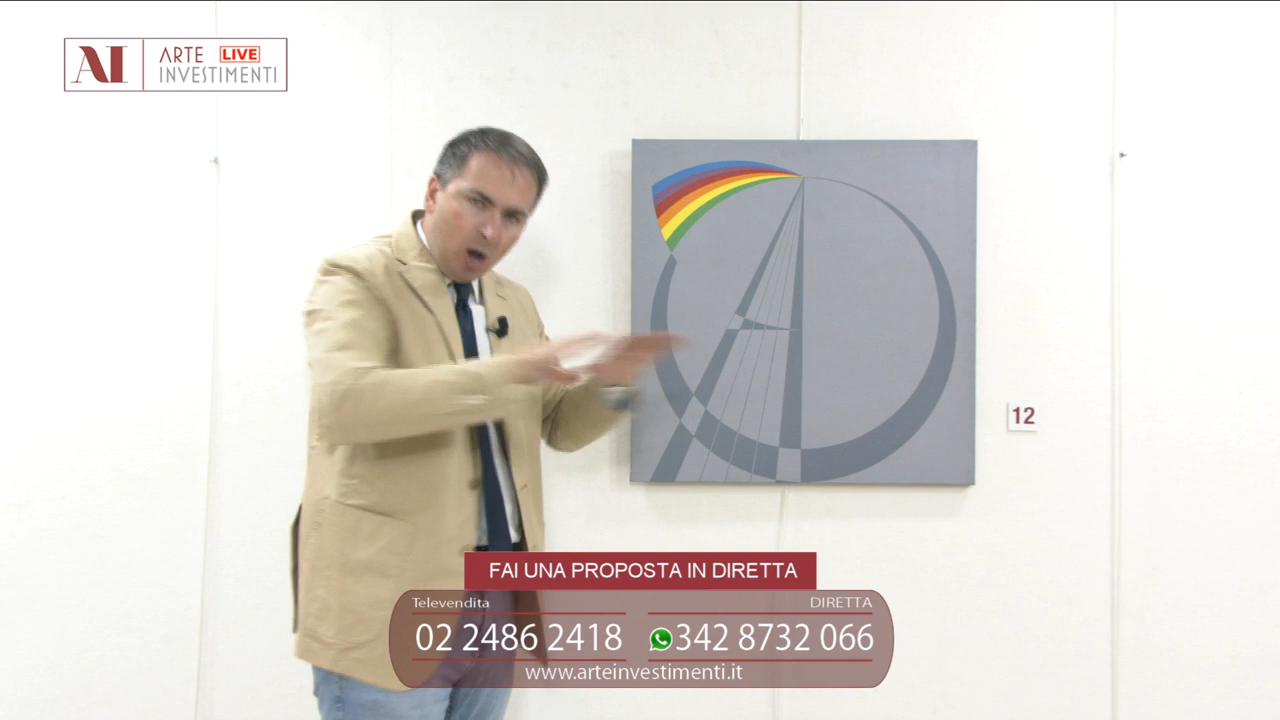 AI
ARTE LIVE
INVESTIMENTI
12
FAI UNA PROPOSTA IN DIRETTA
Televendita
DIRETTA
02 2486 2418
342 8732 066
www.arteinvestimenti.it